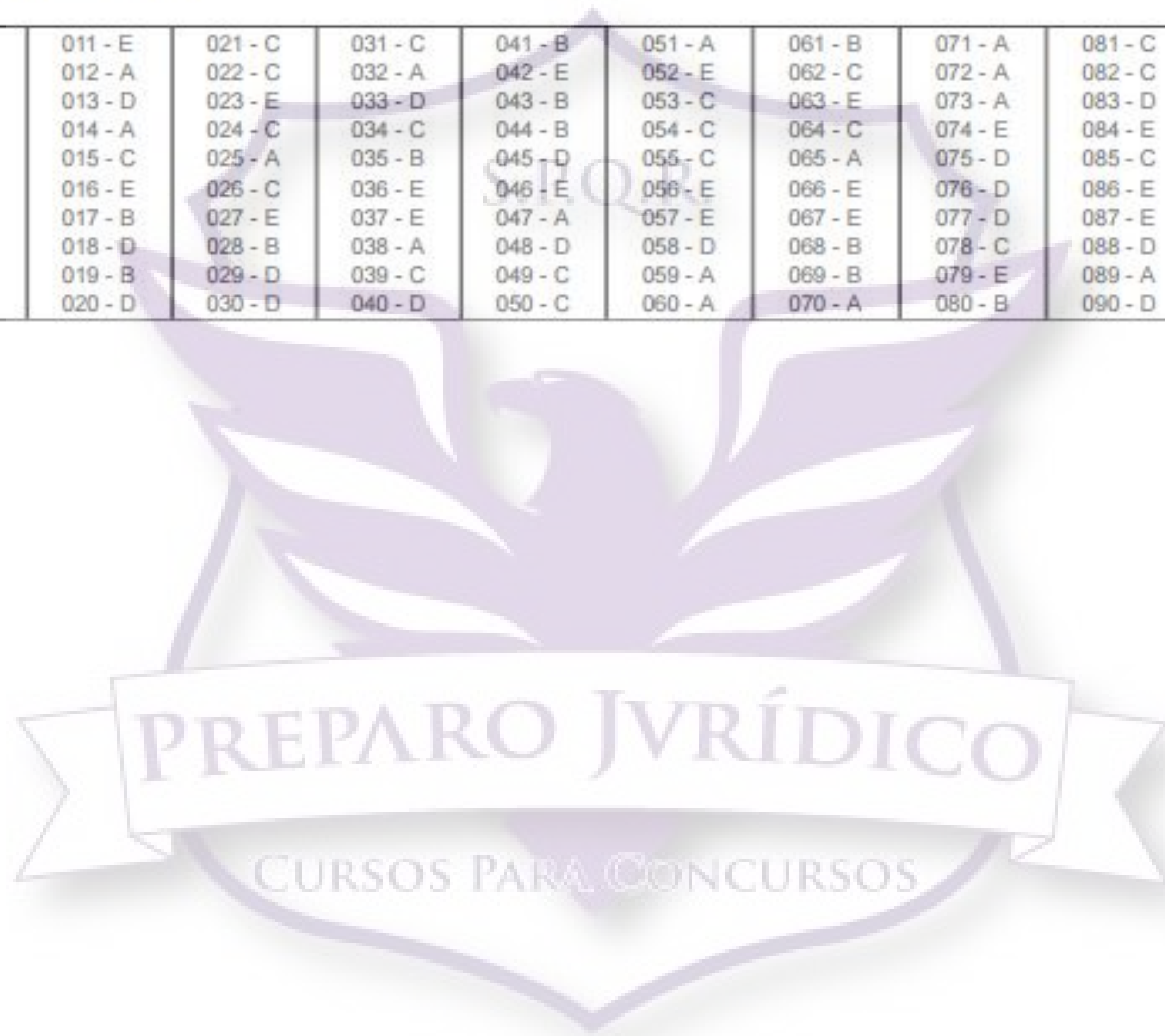 011 - E 021 - C 031 - C 041 - B 051 - A 061 - B 071 - A 081 - C
012 - A 022 - C 032 - A 042 - E 052 - E 062 - C 072 - A 082 - C
013 - D 023 - E 033 - D 043 - B 053 - C 063 - E 073 - A 083 - D
014 - A 024 - C 034 - C 044 - B 054 - C 064 - C 074 - E 084 - E
015 - C 025 - A 035 - B 045 - D 055 - C 065 - A 075 - D 085 - C
016 - E 026 - C 036 - E 046 - E 056 - E 066 - E 076 - D 086 - E
017 - B 027 - E 037 - E 047 - A 057 - E 067 - E 077 - D 087 - E
018 - D 028 - B 038 - A 048 - D 058 - D 068 - B 078 - C 088 - D
019 - B 029 - D 039 - C 049 - C 059 - A 069 - B 079 - E 089 - A
020 - D 030 - D 040 - D 050 - C 060 - A 070 - A 080 - B 090 - D
S.P.Q.R.
PREPARO JVRÍDICO
CURSOS PARA CONCURSOS